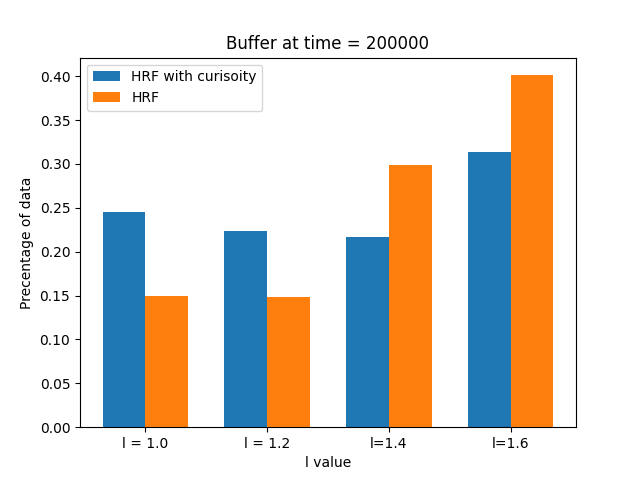 Buffer at time = 200000
HRF with curisoity
HRF
Precentage of data
0.40
0.35
0.30
0.25
0.20
0.15
0.10
0.05
0.00
l = 1.0
l = 1.2
l=1.4
l=1.6
l value